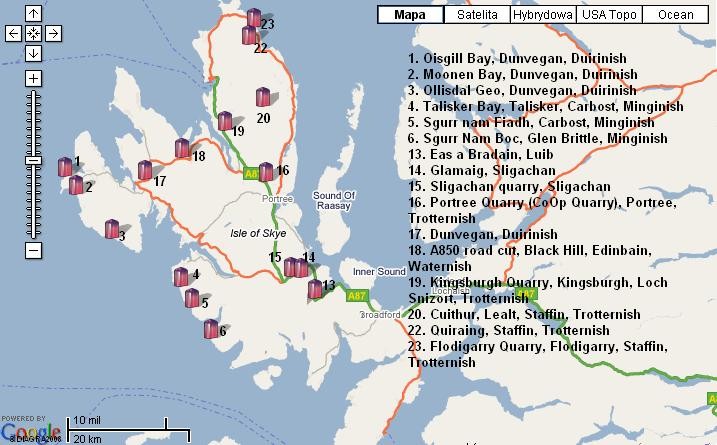 Mapa Satelita Hybrydowa USA Topo Ocean
1. Oisgill Bay, Dunvegan, Duirinish
2. Moonen Bay, Dunvegan, Duirinish
3. Ollisdal Geo, Dunvegan, Duirinish
4. Talisker Bay, Talisker, Carbost, Minginish
5. Sgurr nam Fiadh, Carbost, Minginish
6. Sgurr Nam Boc, Glen Brittle, Minginish
13. Eas a Bradain, Luib
14. Glamaig, Sligachan
15. Sligachan quarry, Sligachan
16. Portree Quarry (CoOp Quarry), Portree,
Trotternish
17. Dunvegan, Duirinish
18. A850 road cut, Black Hill, Edinbain,
Waternish
19. Kingsburgh Quarry, Kingsburgh, Loch
Snizort, Trotternish
20. Cuithur, Lealt, Staffin, Trotternish
22. Quiraing, Staffin, Trotternish
23. Flodigarry Quarry, Flodigarry, Staffin,
Trotternish
23
22
20
19
18
1
17
A87
16
2
Portree
Sound Of
Raasay
3
Isle of Skye
15
14
Inner Sound
4
13
A87
Lochalsh
A87
5
Broadford
6
POWERED BY
Google
10 mil
20 km